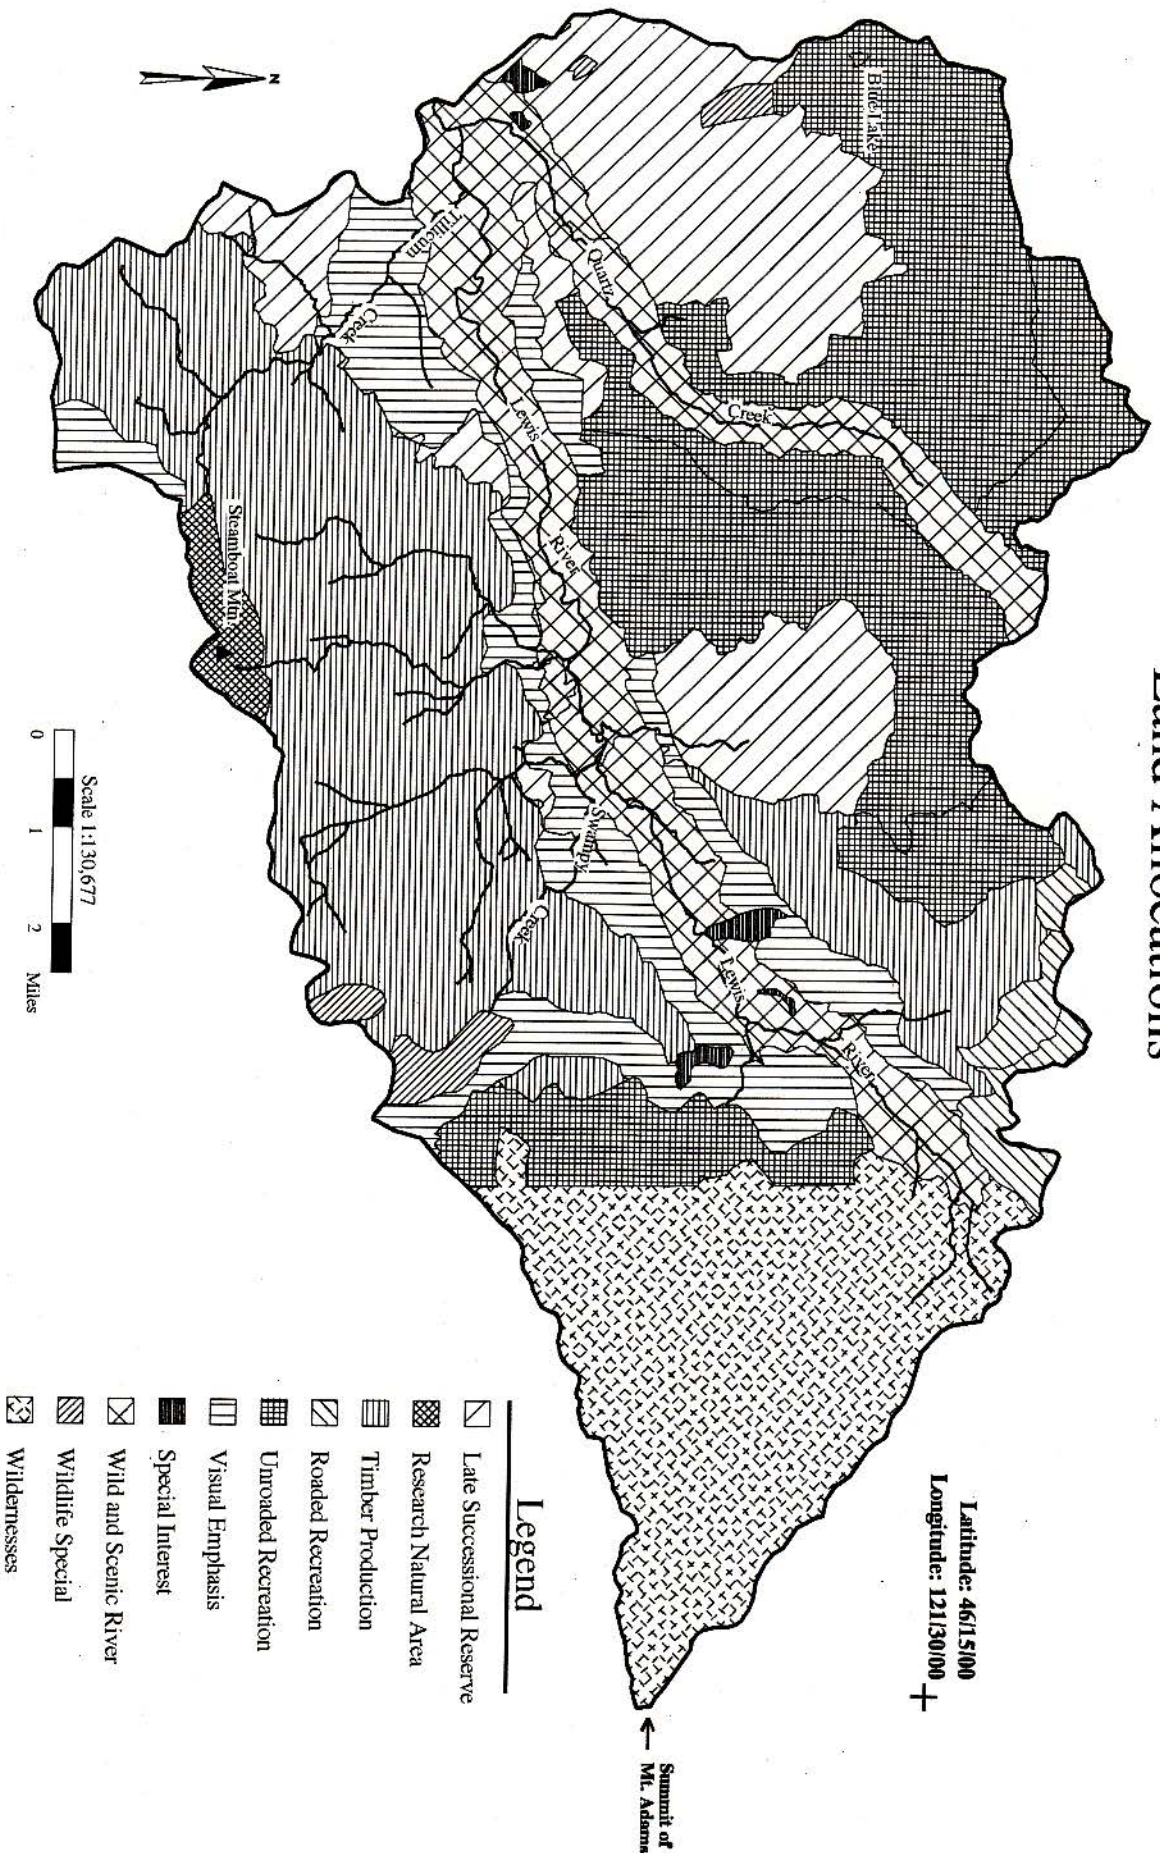 Land Allocations
Latitude: 46/15/00
Longitude: 121/30/00
Summit of
Mt. Adams
N
Blue Lake
Quartz
Creek
Tillicum
Creek
Lewis
River
Swampy
Creek
Lewis
River
Steamboat Mtn.
Scale 1:130,677
0 1 2 Miles
Legend
Late Successional Reserve
Research Natural Area
Timber Production
Roaded Recreation
Unroaded Recreation
Visual Emphasis
Special Interest
Wild and Scenic River
Wildlife Special
Wildernesses